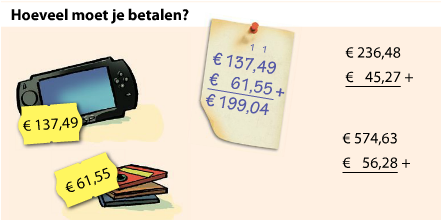 Hoeveel moet je betalen?
€ 137,49
€ 61,55
1 1
€ 137,49
€ 61,55 +
€ 199,04
€ 236,48
€ 45,27 +
€ 574,63
€ 56,28 +